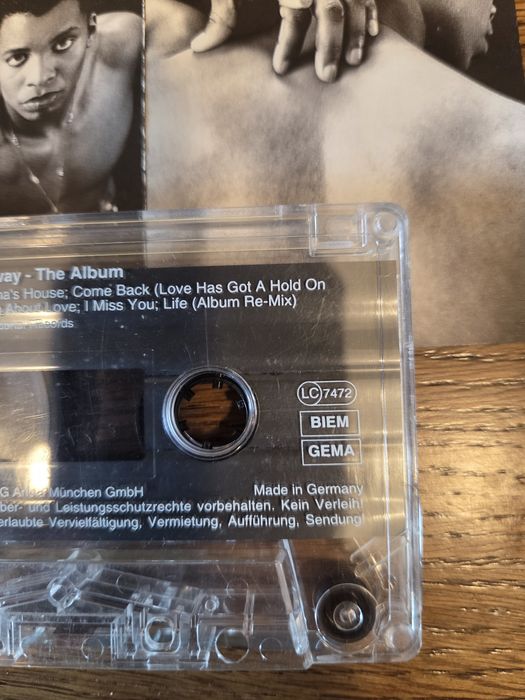 way - The Album
na's House; Come Back (Love Has Got A Hold On
About Love; I Miss You; Life (Album Re-Mix)
LC 7472
BIEM
GEMA
G Ariola München GmbH
Made in Germany
ber- und Leistungsschutzrechte vorbehalten. Kein Verleih!
erlaubte Vervielfältigung, Vermietung, Aufführung, Sendung!